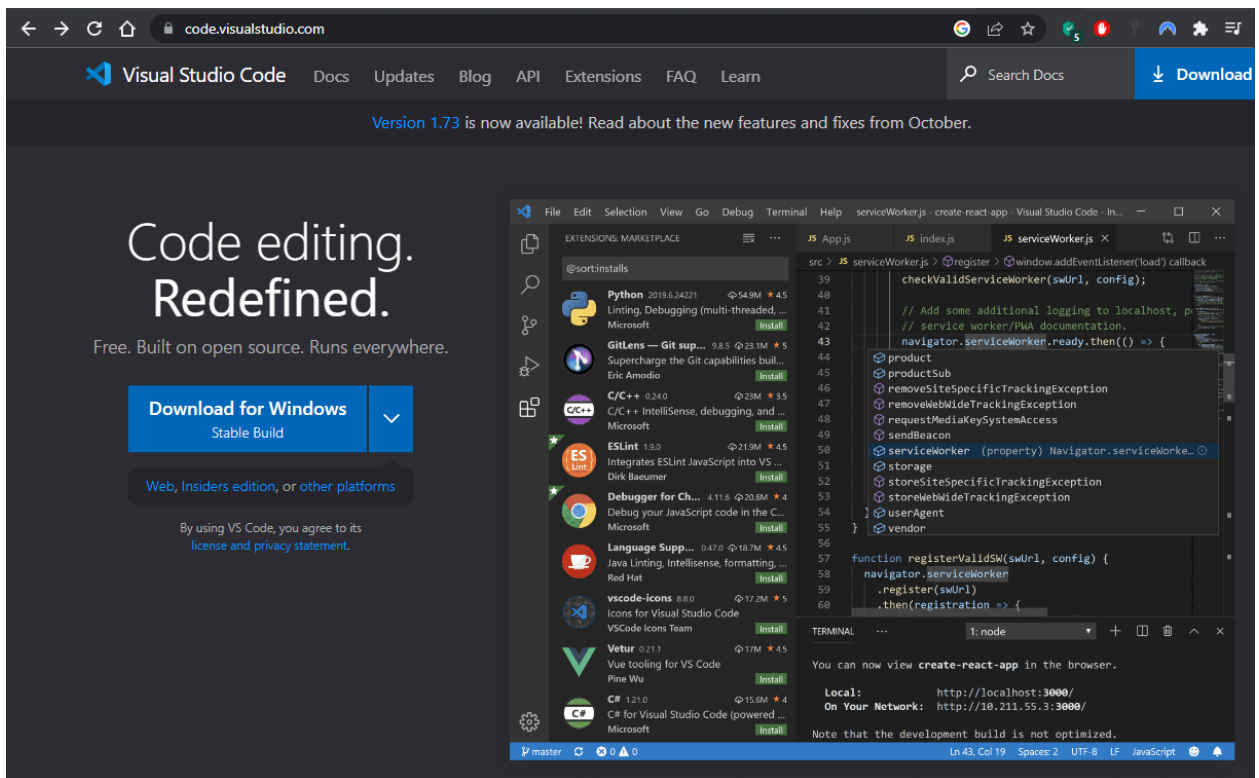 code.visualstudio.com
5
Visual Studio Code Docs Updates Blog API Extensions FAQ Learn Search Docs Download
Version 1.73 is now available! Read about the new features and fixes from October.
Code editing.
Redefined.
Free. Built on open source. Runs everywhere.
Download for Windows
Stable Build
Web, Insiders edition, or other platforms
By using VS Code, you agree to its
license and privacy statement.
File Edit Selection View Go Debug Terminal Help serviceWorker.js - create-react-app - Visual Studio Code - In...
EXTENSIONS: MARKETPLACE
@sort:installs
Python 2019.6.24221 54.9M ★ 4.5
Linting, Debugging (multi-threaded, ...
Microsoft Install
GitLens — Git sup... 9.8.5 23.1M ★ 5
Supercharge the Git capabilities buil...
Eric Amodio Install
C/C++
C/C++ 0.24.0 23M ★ 3.5
C/C++ IntelliSense, debugging, and ...
Microsoft Install
ES
Lint
ESLint 1.9.0 21.9M ★ 4.5
Integrates ESLint JavaScript into VS ...
Dirk Baeumer Install
Debugger for Ch... 4.11.6 20.6M ★ 4
Debug your JavaScript code in the C...
Microsoft Install
Language Supp... 0.47.0 18.7M ★ 4.5
Java Linting, Intellisense, formatting, ...
Red Hat Install
vscode-icons 8.8.0 17.2M ★ 5
Icons for Visual Studio Code
VSCode Icons Team Install
Vetur 0.21.1 17M ★ 4.5
Vue tooling for VS Code
Pine Wu Install
C#
C# 1.21.0 15.6M ★ 4
C# for Visual Studio Code (powered ...
Microsoft Install
JS App.js JS index.js JS serviceWorker.js
src > JS serviceWorker.js > register > window.addEventListener('load') callback
39 checkValidServiceWorker(swUrl, config);
40
41 // Add some additional logging to localhost, p
42 // service worker/PWA documentation.
43 navigator.serviceWorker.ready.then(() => {
44 product
45 productSub
46 removeSiteSpecificTrackingException
47 removeWebWideTrackingException
48 requestMediaKeySystemAccess
49 sendBeacon
50 serviceWorker (property) Navigator.serviceWorke...
51 storage
52 storeSiteSpecificTrackingException
53 storeWebWideTrackingException
54 } userAgent
55 } vendor
56
57 function registerValidSW(swUrl, config) {
58 navigator.serviceWorker
59 .register(swUrl)
60 .then(registration => {
TERMINAL ... 1: node
You can now view create-react-app in the browser.
Local: http://localhost:3000/
On Your Network: http://10.211.55.3:3000/
Note that the development build is not optimized.
master 0 0 Ln 43, Col 19 Spaces: 2 UTF-8 LF JavaScript